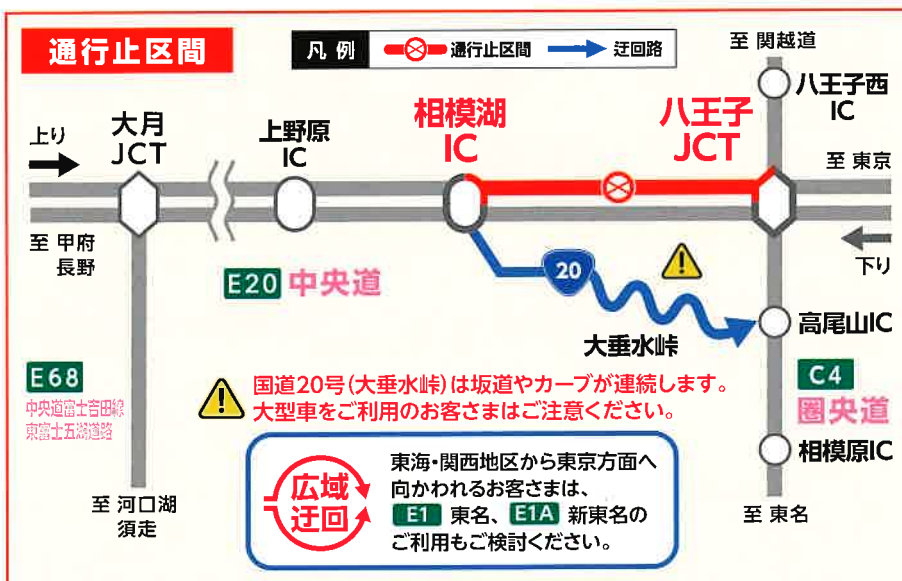 通行止区間
凡例 通行止区間 迂回路
至 関越道
八王子西
IC
上り
大月
JCT
上野原
IC
相模湖
IC
八王子
JCT
至 東京
至 甲府
長野
下り
E20 中央道
20
大垂水峠
高尾山IC
E68
中央道富士吉田線
東富士五湖道路
国道20号(大垂水峠)は坂道やカーブが連続します。
大型車をご利用のお客さまはご注意ください。
C4
圏央道
相模原IC
広域
迂回
東海・関西地区から東京方面へ
向かわれるお客さまは、
E1 東名、E1A 新東名の
ご利用もご検討ください。
至 河口湖
須走
至 東名